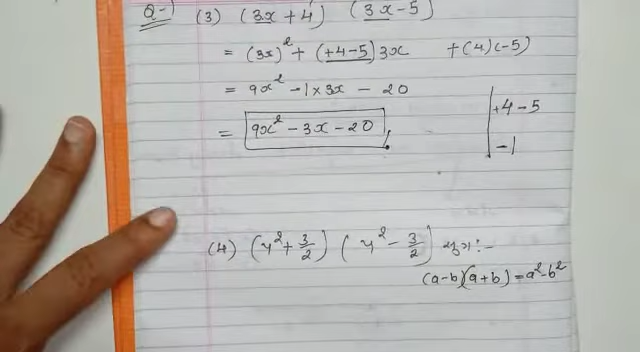 Q-) (3) (3x+4) (3x-5)
= (3x)² + (+4-5) 3x + (4)(-5)
= 9x² -1×3x - 20
+4-5
= 9x² - 3x - 20
-1
(4) (y² + 3/2) (y² - 3/2) सूत्र:-
(a-b)(a+b) = a²-b²